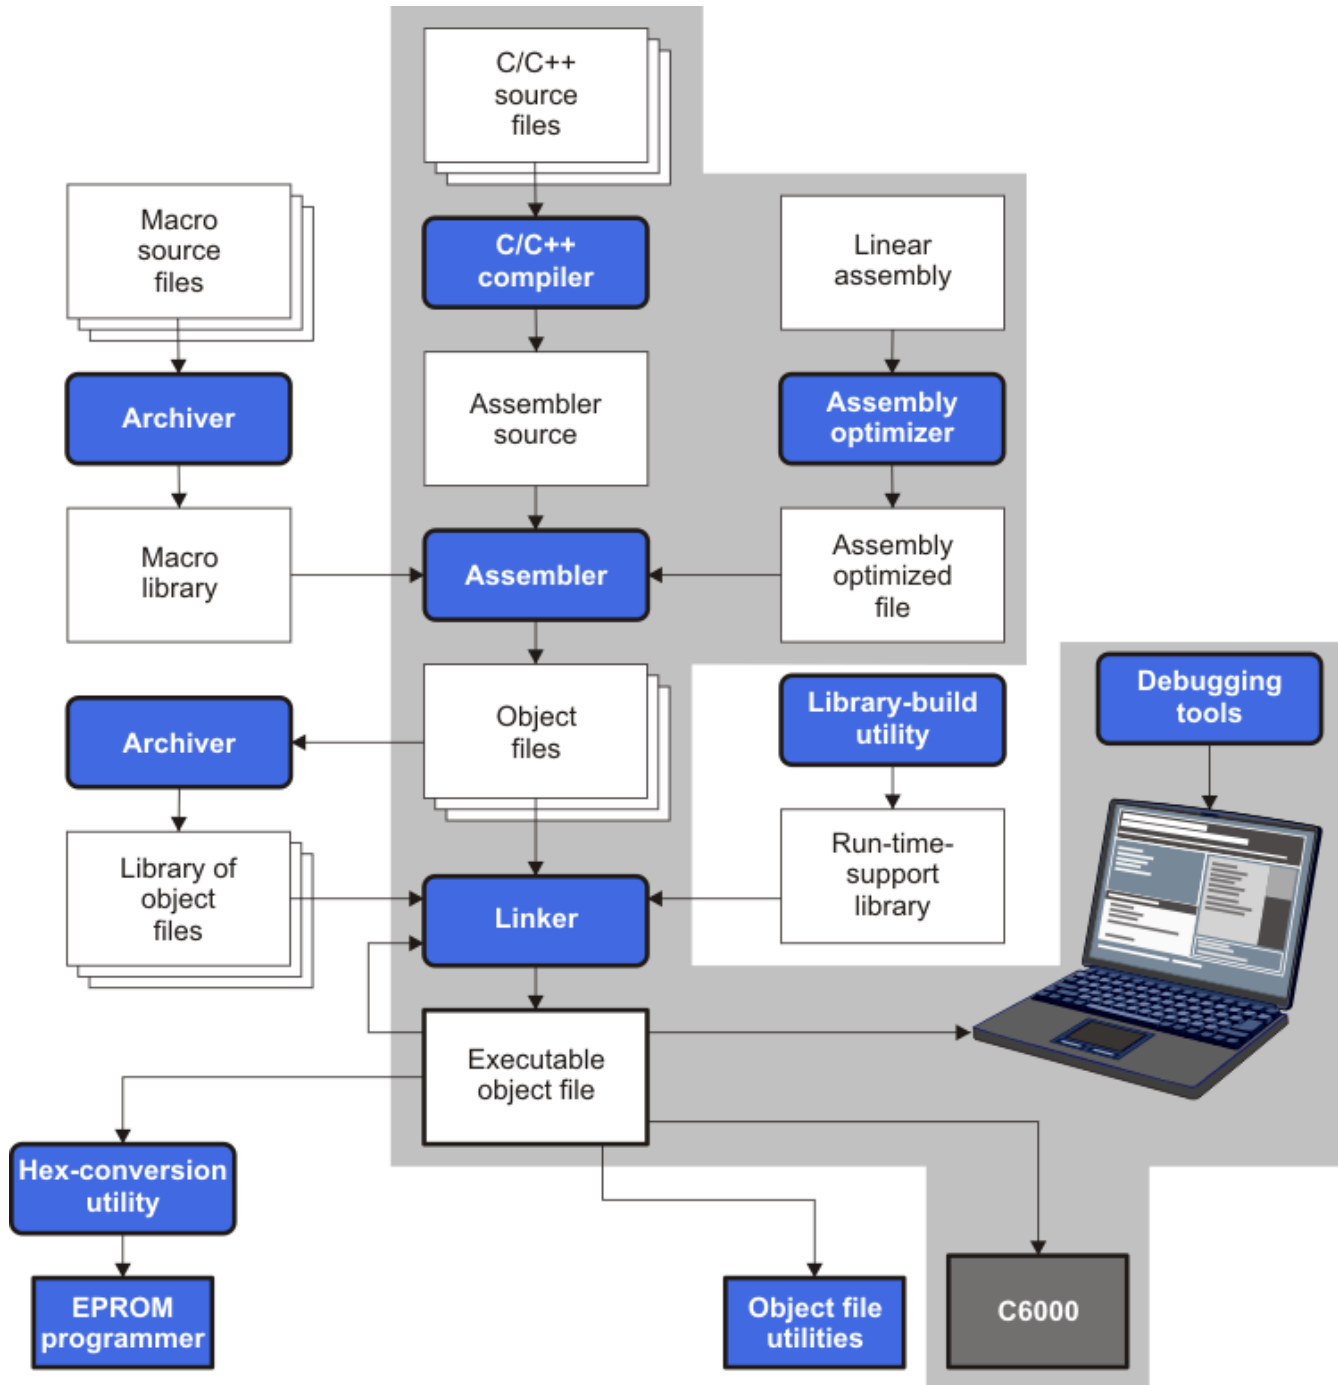 C/C++
source
files
Macro
source
files
C/C++
compiler
Linear
assembly
Archiver
Assembler
source
Assembly
optimizer
Macro
library
Assembler
Assembly
optimized
file
Archiver
Object
files
Library-build
utility
Debugging
tools
Library of
object
files
Linker
Run-time-
support
library
Executable
object file
Hex-conversion
utility
EPROM
programmer
Object file
utilities
C6000